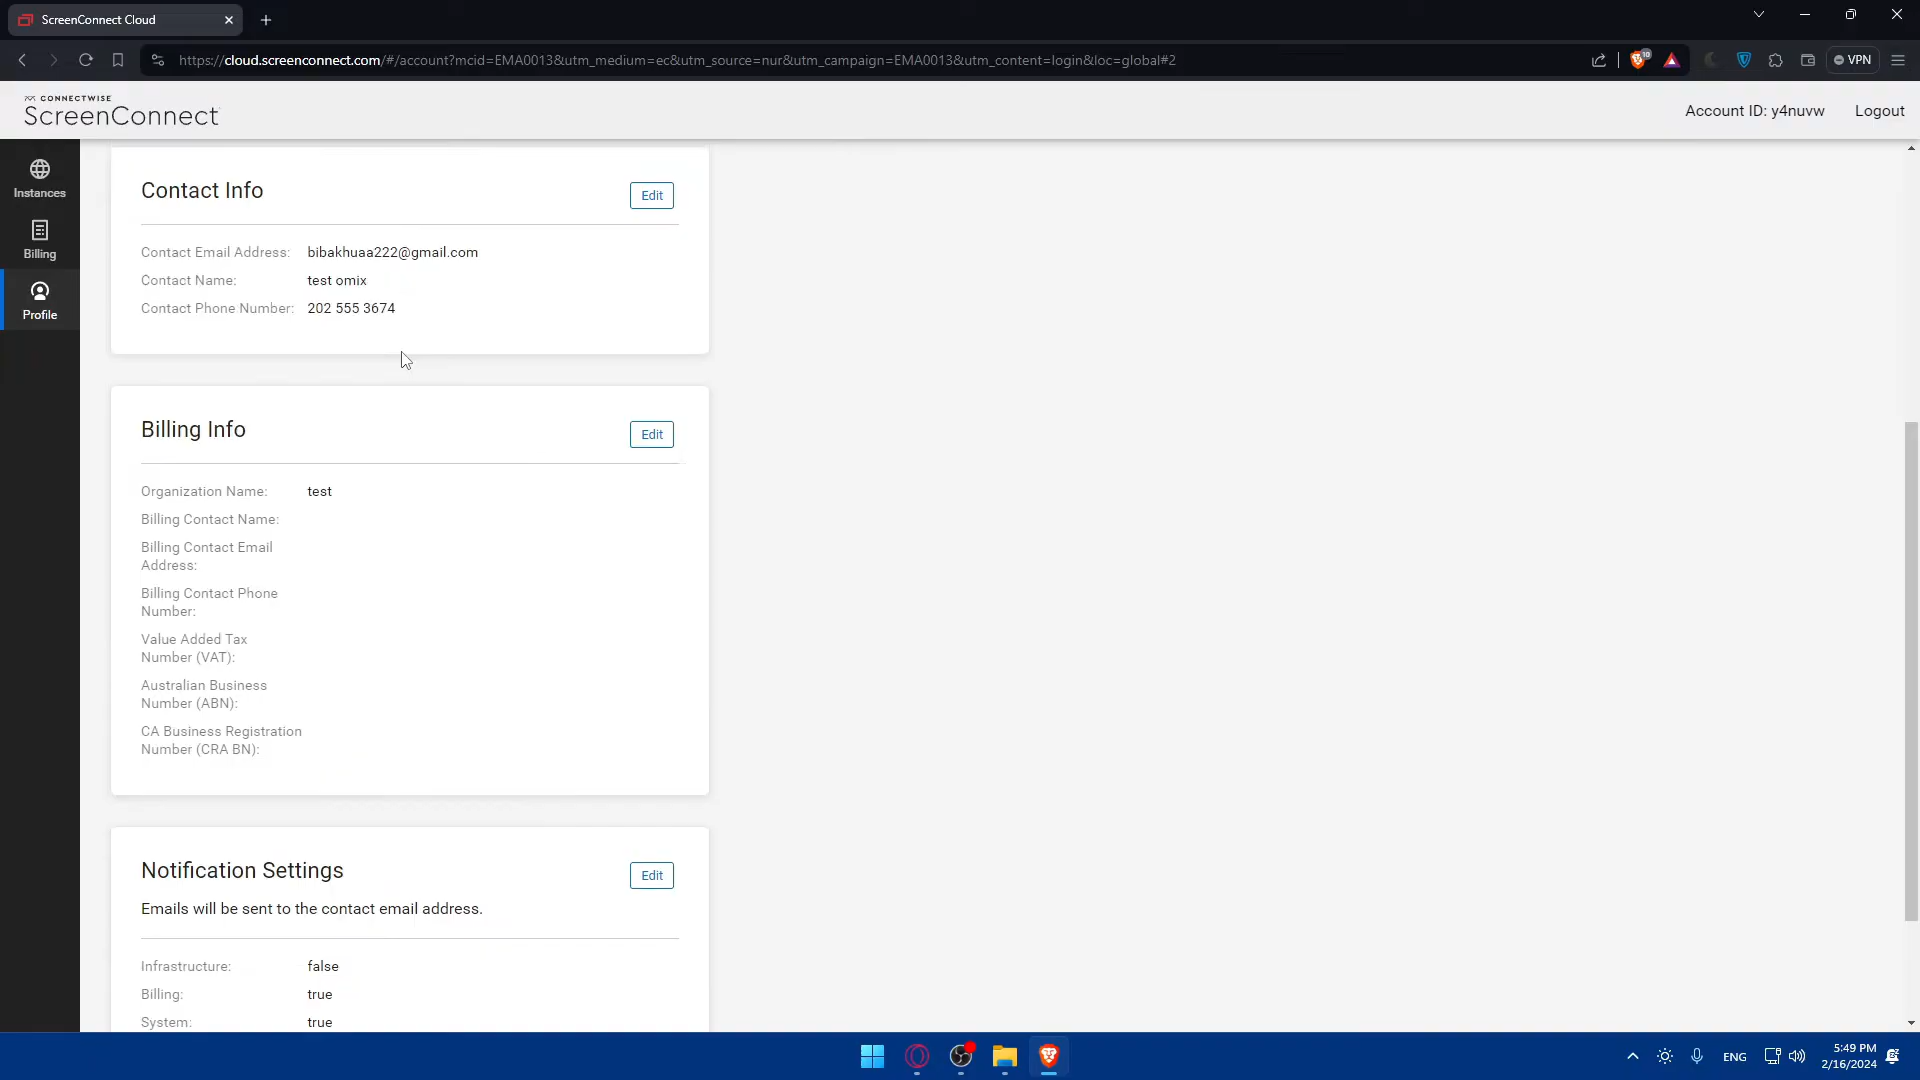 ScreenConnect Cloud
https://cloud.screenconnect.com/#/account?mcid=EMA0013&utm_medium=ec&utm_source=nur&utm_campaign=EMA0013&utm_content=login&loc=global#2
10
VPN
CONNECTWISE
ScreenConnect
Account ID: y4nuvw
Logout
Instances
Billing
Profile
Contact Info
Edit
Contact Email Address: bibakhuaa222@gmail.com
Contact Name: test omix
Contact Phone Number: 202 555 3674
Billing Info
Edit
Organization Name: test
Billing Contact Name:
Billing Contact Email
Address:
Billing Contact Phone
Number:
Value Added Tax
Number (VAT):
Australian Business
Number (ABN):
CA Business Registration
Number (CRA BN):
Notification Settings
Edit
Emails will be sent to the contact email address.
Infrastructure: false
Billing: true
System: true
ENG
5:49 PM
2/16/2024